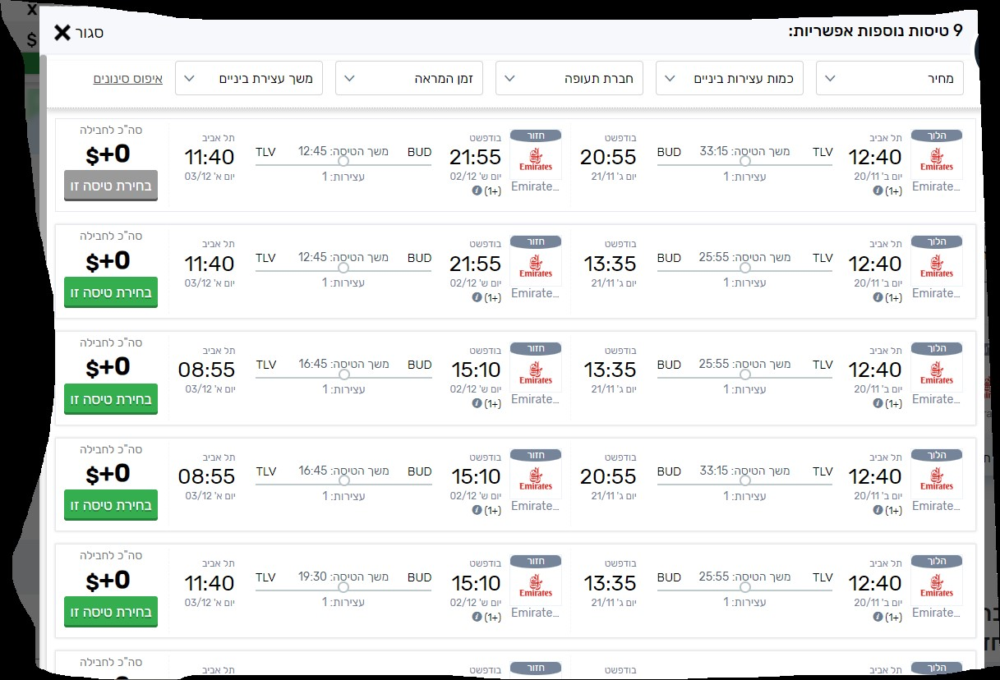 9 טיסות נוספות אפשריות:
סגור
מחיר
כמות עצירות ביניים
חברת תעופה
זמן המראה
משך עצירת ביניים
איפוס סינונים
הלוך
Emirates
Emirate...
תל אביב
12:40
יום ב' 20/11
(+1)
TLV
משך הטיסה: 33:15
עצירות: 1
BUD
בודפשט
20:55
יום ג' 21/11
חזור
Emirates
Emirate...
בודפשט
21:55
יום ש' 02/12
(+1)
BUD
משך הטיסה: 12:45
עצירות: 1
TLV
תל אביב
11:40
יום א' 03/12
סה"כ לחבילה
$+0
בחירת טיסה זו
הלוך
Emirates
Emirate...
תל אביב
12:40
יום ב' 20/11
(+1)
TLV
משך הטיסה: 25:55
עצירות: 1
BUD
בודפשט
13:35
יום ג' 21/11
חזור
Emirates
Emirate...
בודפשט
21:55
יום ש' 02/12
(+1)
BUD
משך הטיסה: 12:45
עצירות: 1
TLV
תל אביב
11:40
יום א' 03/12
סה"כ לחבילה
$+0
בחירת טיסה זו
הלוך
Emirates
Emirate...
תל אביב
12:40
יום ב' 20/11
(+1)
TLV
משך הטיסה: 25:55
עצירות: 1
BUD
בודפשט
13:35
יום ג' 21/11
חזור
Emirates
Emirate...
בודפשט
15:10
יום ש' 02/12
(+1)
BUD
משך הטיסה: 16:45
עצירות: 1
TLV
תל אביב
08:55
יום א' 03/12
סה"כ לחבילה
$+0
בחירת טיסה זו
הלוך
Emirates
Emirate...
תל אביב
12:40
יום ב' 20/11
(+1)
TLV
משך הטיסה: 33:15
עצירות: 1
BUD
בודפשט
20:55
יום ג' 21/11
חזור
Emirates
Emirate...
בודפשט
15:10
יום ש' 02/12
(+1)
BUD
משך הטיסה: 16:45
עצירות: 1
TLV
תל אביב
08:55
יום א' 03/12
סה"כ לחבילה
$+0
בחירת טיסה זו
הלוך
Emirates
Emirate...
תל אביב
12:40
יום ב' 20/11
(+1)
TLV
משך הטיסה: 25:55
עצירות: 1
BUD
בודפשט
13:35
יום ג' 21/11
חזור
Emirates
Emirate...
בודפשט
15:10
יום ש' 02/12
(+1)
BUD
משך הטיסה: 19:30
עצירות: 1
TLV
תל אביב
11:40
יום א' 03/12
סה"כ לחבילה
$+0
בחירת טיסה זו
הלוך
תל אביב
בודפשט
חזור
בודפשט
תל אביב
סה"כ לחבילה